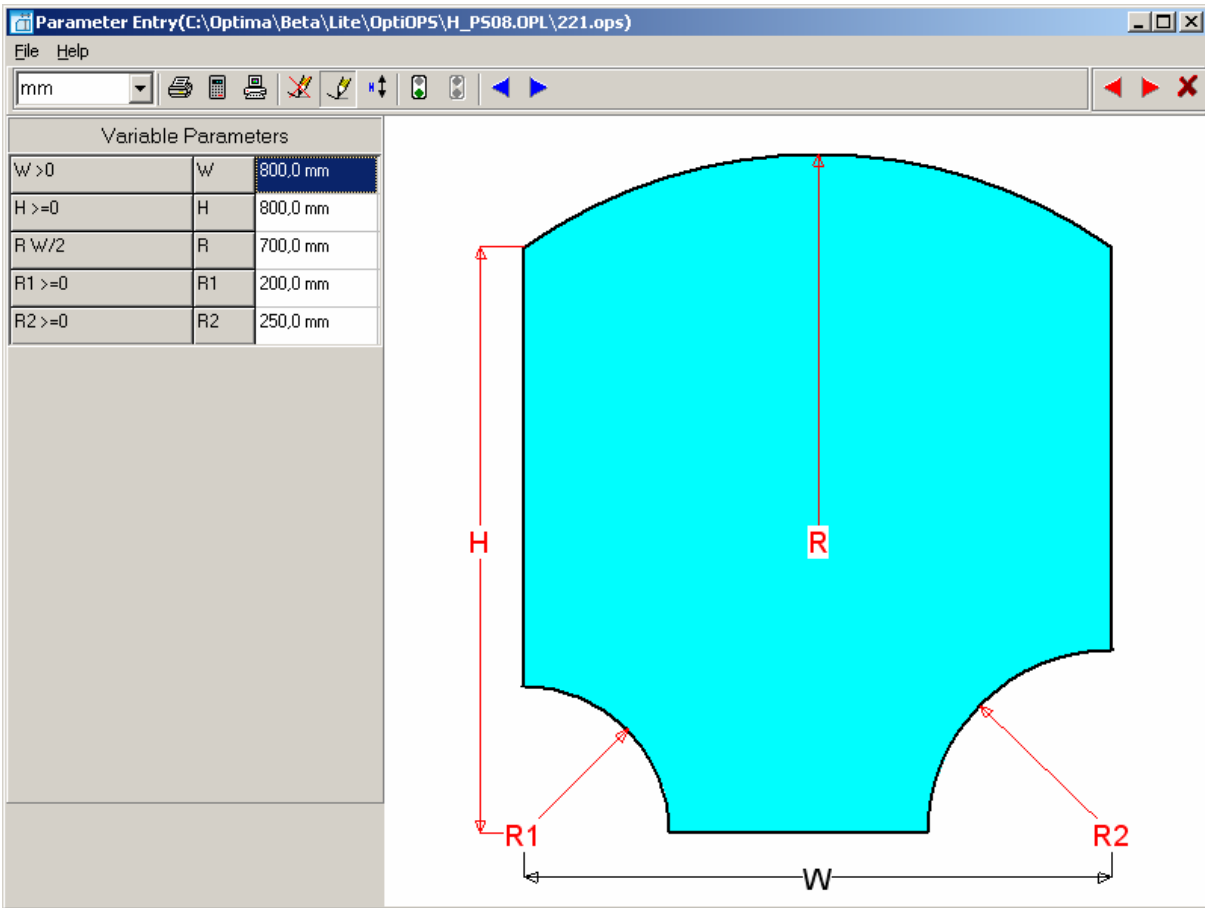 Parameter Entry(C:\Optima\Beta\Lite\OptiOPS\H_PS08.OPL\221.ops)
File Help
mm
Variable Parameters
W >0 W 800,0 mm
H >=0 H 800,0 mm
R W/2 R 700,0 mm
R1 >=0 R1 200,0 mm
R2 >=0 R2 250,0 mm
H R
R1 R2
W